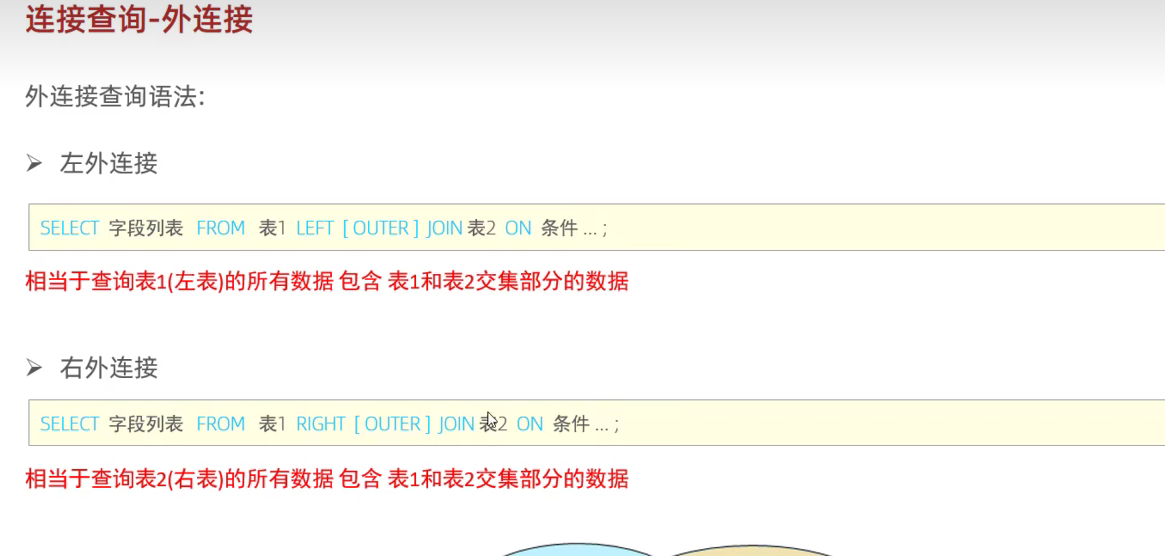 连接查询-外连接
外连接查询语法:
左外连接
SELECT 字段列表 FROM 表1 LEFT [ OUTER ] JOIN 表2 ON 条件 ... ;
相当于查询表1(左表)的所有数据 包含 表1和表2交集部分的数据
右外连接
SELECT 字段列表 FROM 表1 RIGHT [ OUTER ] JOIN 表2 ON 条件 ... ;
相当于查询表2(右表)的所有数据 包含 表1和表2交集部分的数据